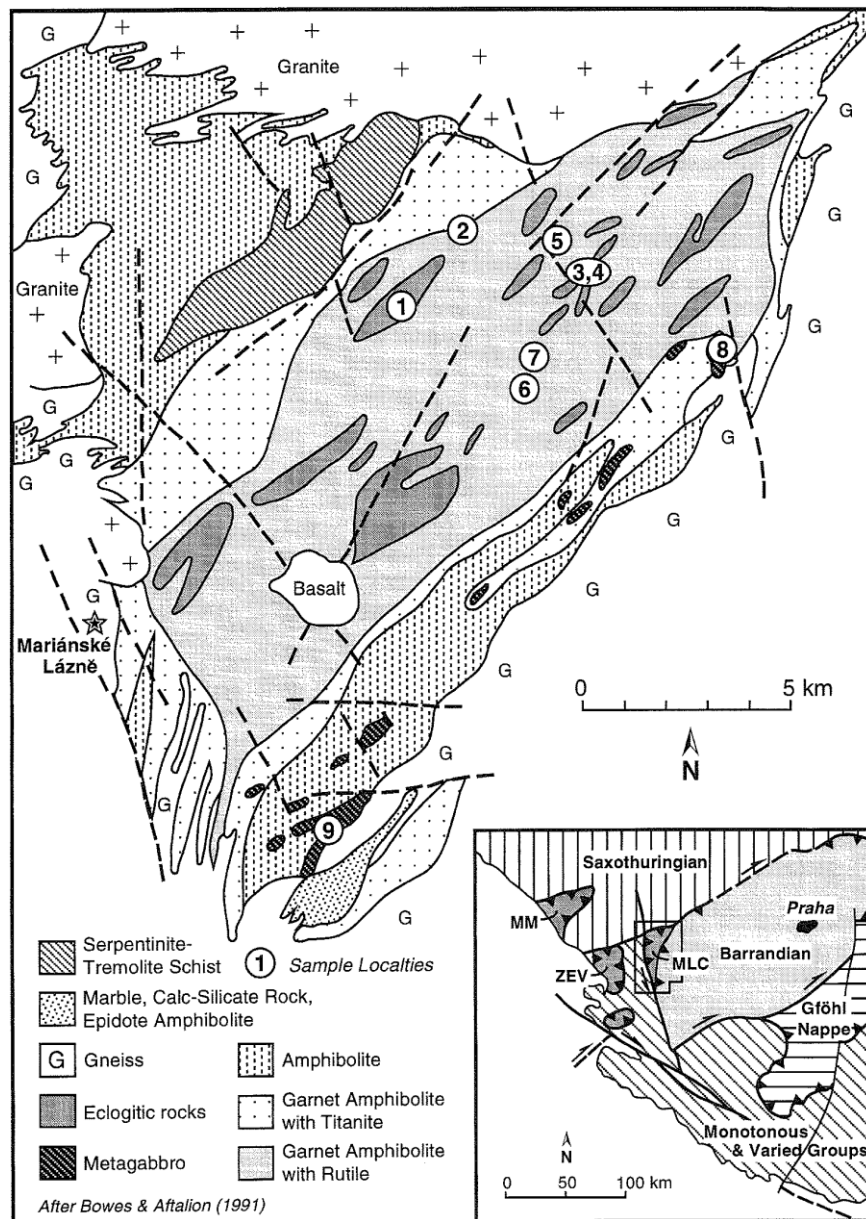 G
Granite
G
G
G
2
5
3,4
G
1
Granite
G
8
7
6
G
G
G
G
G
Basalt
G
Mariánské
Lázně
G
0 5 km
G
N
G
9
G
Serpentinite-
Tremolite Schist
1 Sample Localties
Marble, Calc-Silicate Rock,
Epidote Amphibolite
G Gneiss
Amphibolite
Eclogitic rocks
Garnet Amphibolite
with Titanite
Metagabbro
Garnet Amphibolite
with Rutile
After Bowes & Aftalion (1991)
Saxothuringian
MM
Praha
MLC
ZEV
Barrandian
Gföhl
Nappe
Monotonous
& Varied Groups
N
0 50 100 km